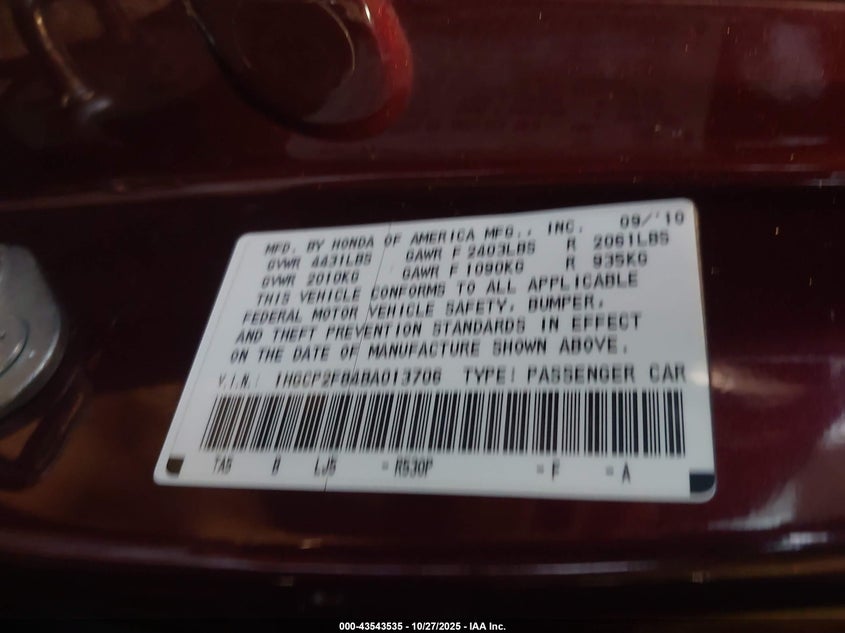 MFD. BY HONDA OF AMERICA MFG., INC. 09/'10
GVWR 4431LBS GAWR F 2403LBS R 2061LBS
GVWR 2010KG GAWR F 1090KG R 935KG
THIS VEHICLE CONFORMS TO ALL APPLICABLE
FEDERAL MOTOR VEHICLE SAFETY, BUMPER,
AND THEFT PREVENTION STANDARDS IN EFFECT
ON THE DATE OF MANUFACTURE SHOWN ABOVE.
V.I.N.: 1HGCP2F84BA013706 TYPE: PASSENGER CAR
TA5 LJ5 = R530P = F = A
000-43543535 - 10/27/2025 - IAA Inc.